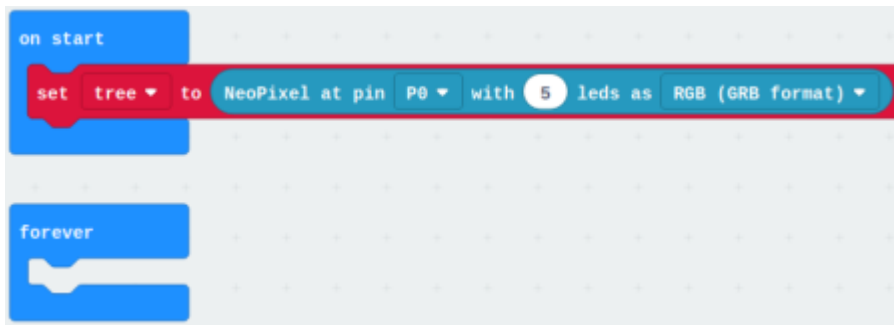 on start
set tree to NeoPixel at pin P0 with 5 leds as RGB (GRB format)
forever